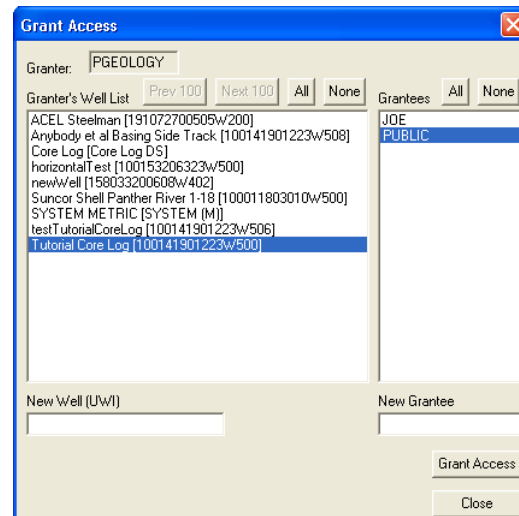 Grant Access
Granter: PGEOLOGY
Granter's Well List Prev 100 Next 100 All None
ACEL Steelman [191072700505W200]
Anybody et al Basing Side Track [100141901223W508]
Core Log [Core Log DS]
horizontalTest [100153206323W500]
newWell [158033200608W402]
Suncor Shell Panther River 1-18 [100011803010W500]
SYSTEM METRIC [SYSTEM (M)]
testTutorialCoreLog [100141901223W506]
Tutorial Core Log [100141901223W500]
Grantees All None
JOE
PUBLIC
New Well (UWI)
New Grantee
Grant Access
Close